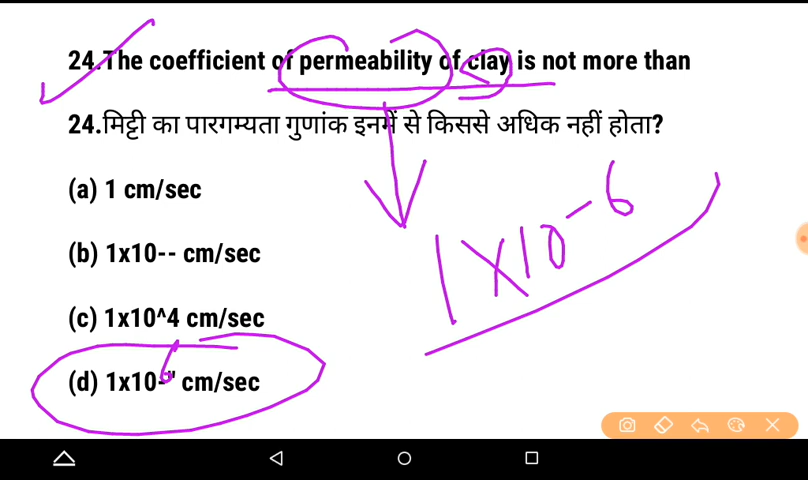 24.The coefficient of permeability of clay is not more than
24.मिट्टी का पारगम्यता गुणांक इनमें से किससे अधिक नहीं होता?
(a) 1 cm/sec
1x10-6
(b) 1x10-- cm/sec
(c) 1x10^4 cm/sec
(d) 1x10-6" cm/sec